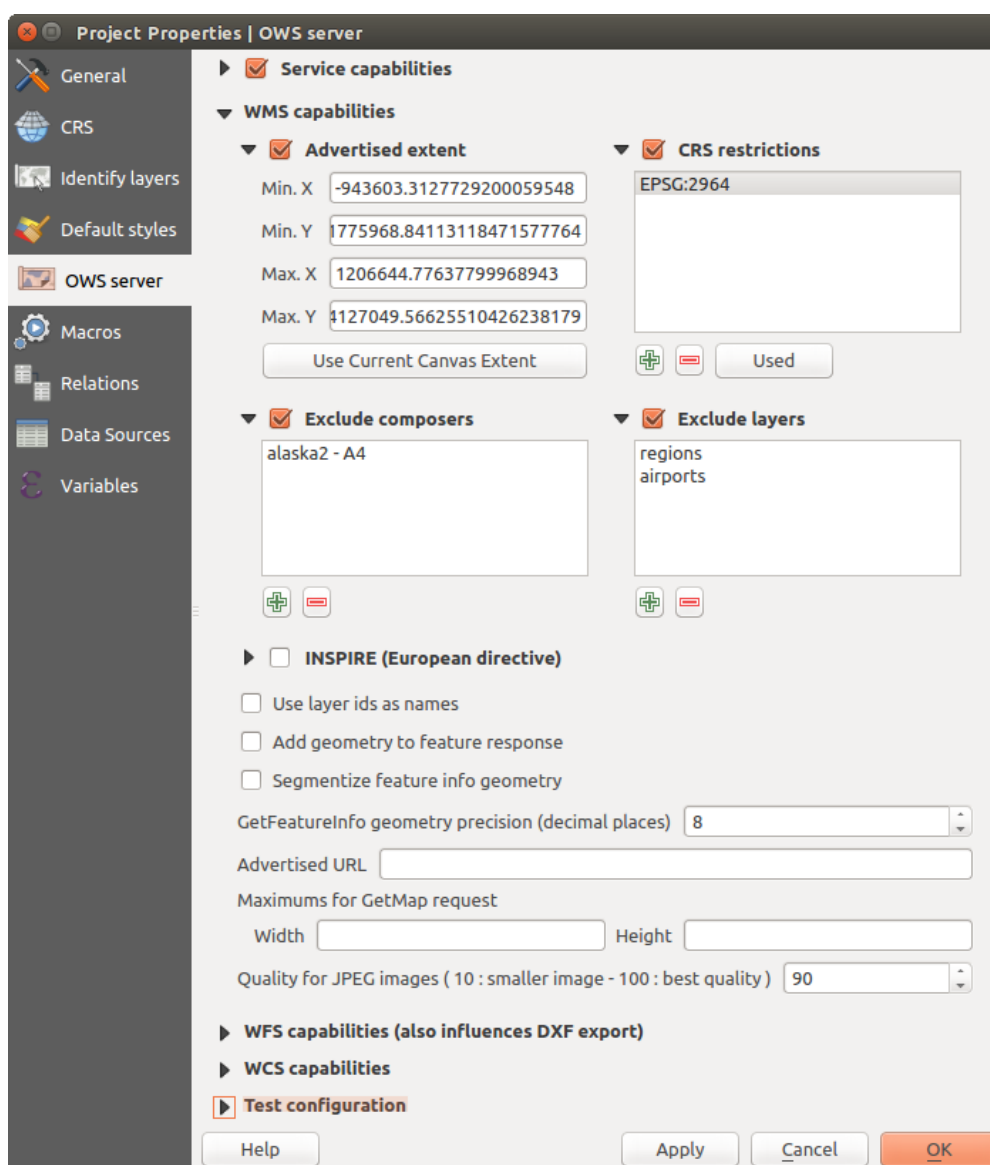 Project Properties | OWS server
General
CRS
Identify layers
Default styles
OWS server
Macros
Relations
Data Sources
Variables
Service capabilities
WMS capabilities
Advertised extent
Min. X -943603.3127729200059548
Min. Y 1775968.84113118471577764
Max. X 1206644.77637799968943
Max. Y 4127049.56625510426238179
Use Current Canvas Extent
CRS restrictions
EPSG:2964
Used
Exclude composers
alaska2 - A4
Exclude layers
regions
airports
INSPIRE (European directive)
Use layer ids as names
Add geometry to feature response
Segmentize feature info geometry
GetFeatureInfo geometry precision (decimal places) 8
Advertised URL
Maximums for GetMap request
Width Height
Quality for JPEG images ( 10 : smaller image - 100 : best quality ) 90
WFS capabilities (also influences DXF export)
WCS capabilities
Test configuration
Help Apply Cancel OK